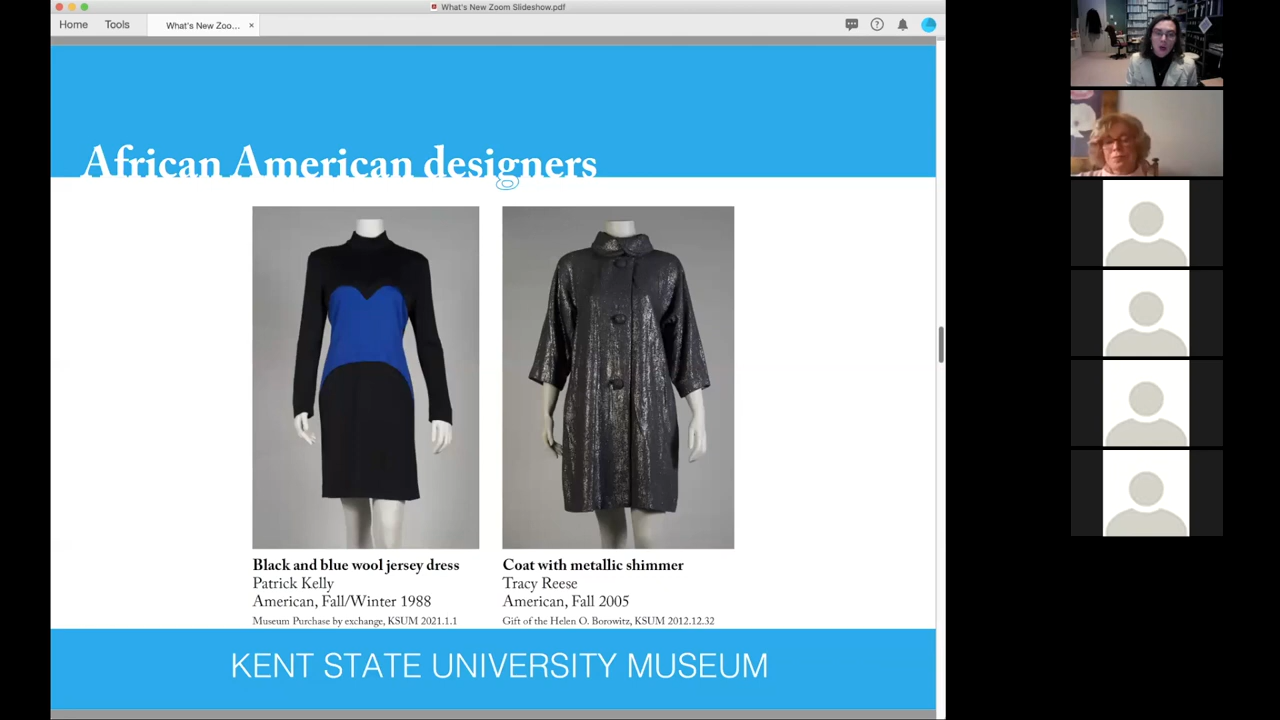 What's New Zoom Slideshow.pdf
Home Tools What's New Zoo... ×
African American designers
Black and blue wool jersey dress
Patrick Kelly
American, Fall/Winter 1988
Museum Purchase by exchange, KSUM 2021.1.1
Coat with metallic shimmer
Tracy Reese
American, Fall 2005
Gift of the Helen O. Borowitz, KSUM 2012.12.32
KENT STATE UNIVERSITY MUSEUM